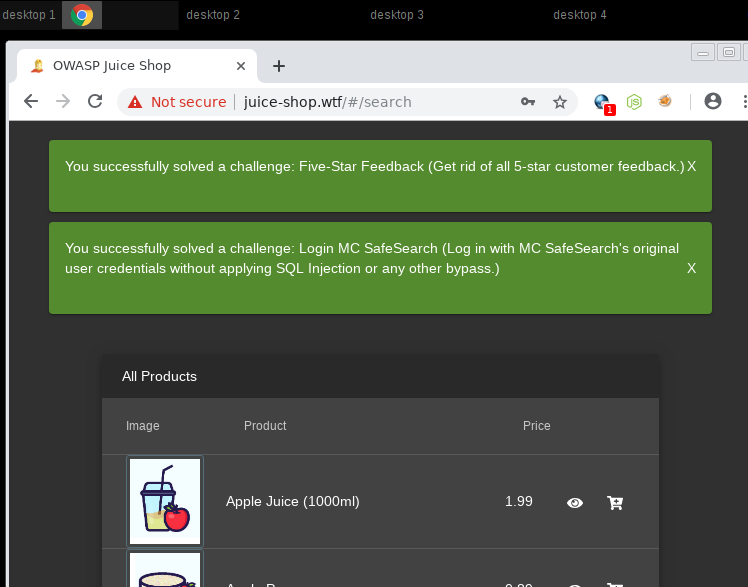 desktop 1 desktop 2 desktop 3 desktop 4
OWASP Juice Shop
Not secure juice-shop.wtf/#/search 1
You successfully solved a challenge: Five-Star Feedback (Get rid of all 5-star customer feedback.) X
You successfully solved a challenge: Login MC SafeSearch (Log in with MC SafeSearch's original
user credentials without applying SQL Injection or any other bypass.) X
All Products
Image Product Price
Apple Juice (1000ml) 1.99